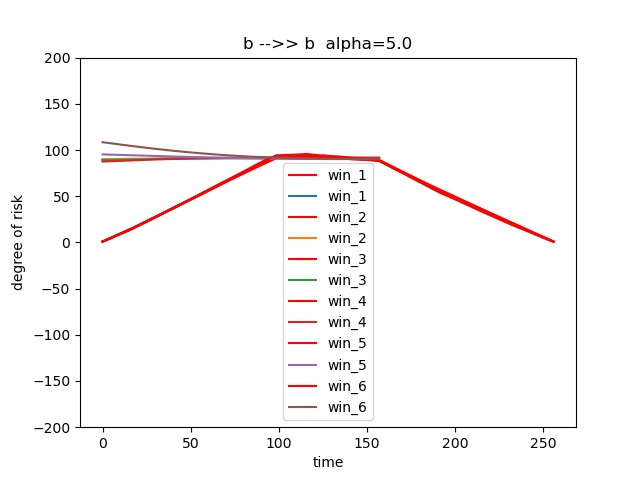 b -->> b  alpha=5.0
200
150
100
50
0
−50
−100
−150
−200
degree of risk
win_1
win_1
win_2
win_2
win_3
win_3
win_4
win_4
win_5
win_5
win_6
win_6
0 50 100 150 200 250
time